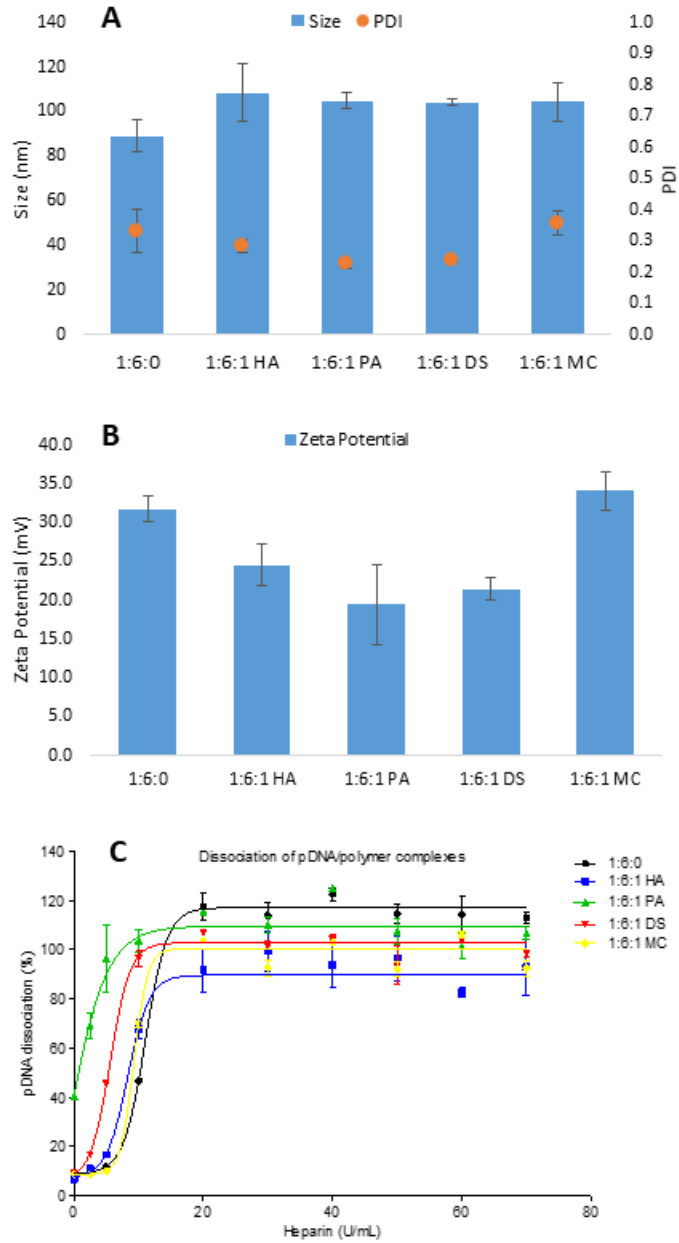 A
Size PDI
140
120
100
80
60
40
20
0
Size (nm)
1.0
0.9
0.8
0.7
0.6
0.5
0.4
0.3
0.2
0.1
0.0
PDI
1:6:0 1:6:1 HA 1:6:1 PA 1:6:1 DS 1:6:1 MC
B
Zeta Potential
40.0
35.0
30.0
25.0
20.0
15.0
10.0
5.0
0.0
Zeta Potential (mV)
1:6:0 1:6:1 HA 1:6:1 PA 1:6:1 DS 1:6:1 MC
C
Dissociation of pDNA/polymer complexes
140
120
100
80
60
40
20
0
pDNA dissociation (%)
0 20 40 60 80
Heparin (U/mL)
1:6:0
1:6:1 HA
1:6:1 PA
1:6:1 DS
1:6:1 MC